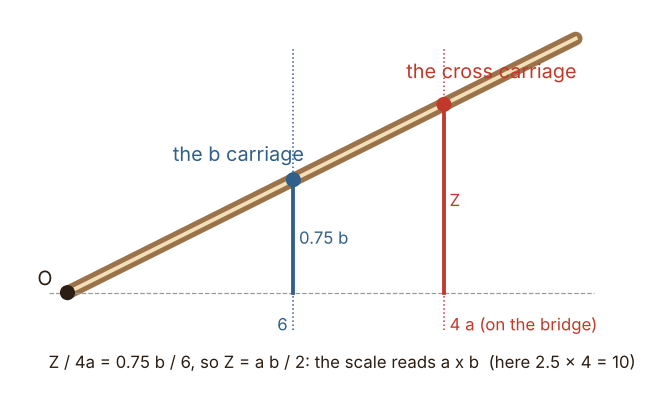 the cross carriage
the b carriage
Z
0.75 b
O
6
4 a (on the bridge)
Z / 4a = 0.75 b / 6, so Z = a b / 2: the scale reads a x b (here 2.5 × 4 = 10)